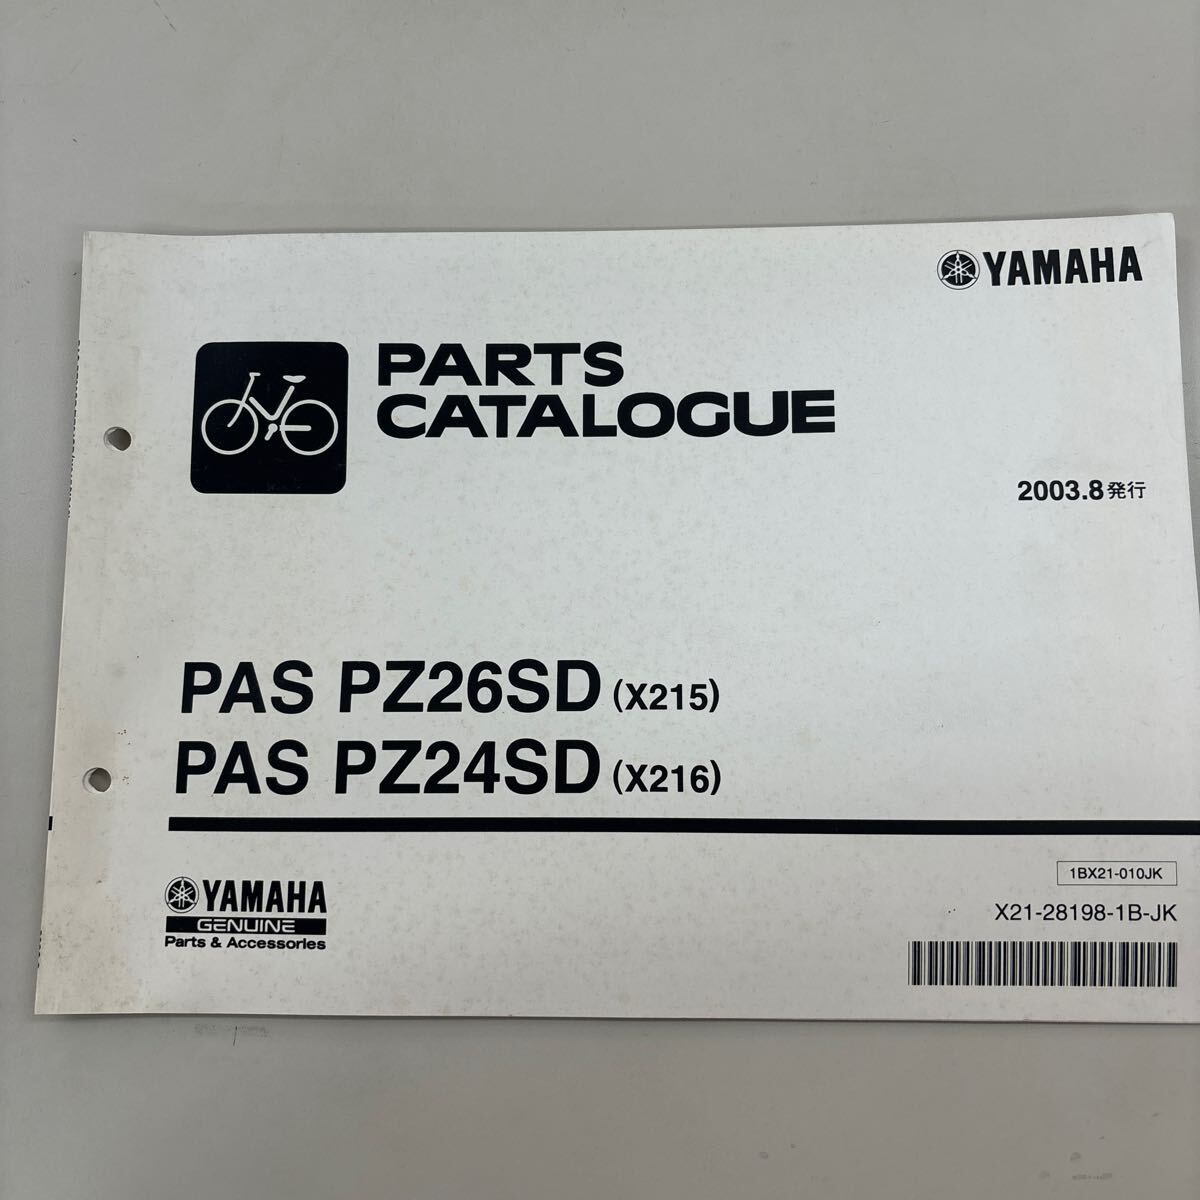 YAMAHA
PARTS
CATALOGUE
2003.8発行
PAS PZ26SD (X215)
PAS PZ24SD (X216)
1BX21-010JK
X21-28198-1B-JK
YAMAHA
GENUINE
Parts & Accessories